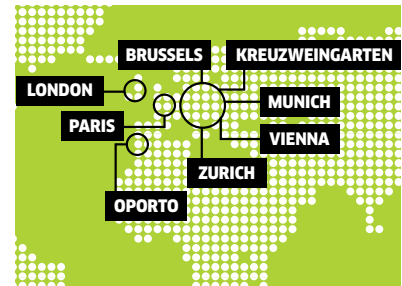 BRUSSELS
KREUZWEINGARTEN
LONDON
MUNICH
PARIS
VIENNA
ZURICH
OPORTO